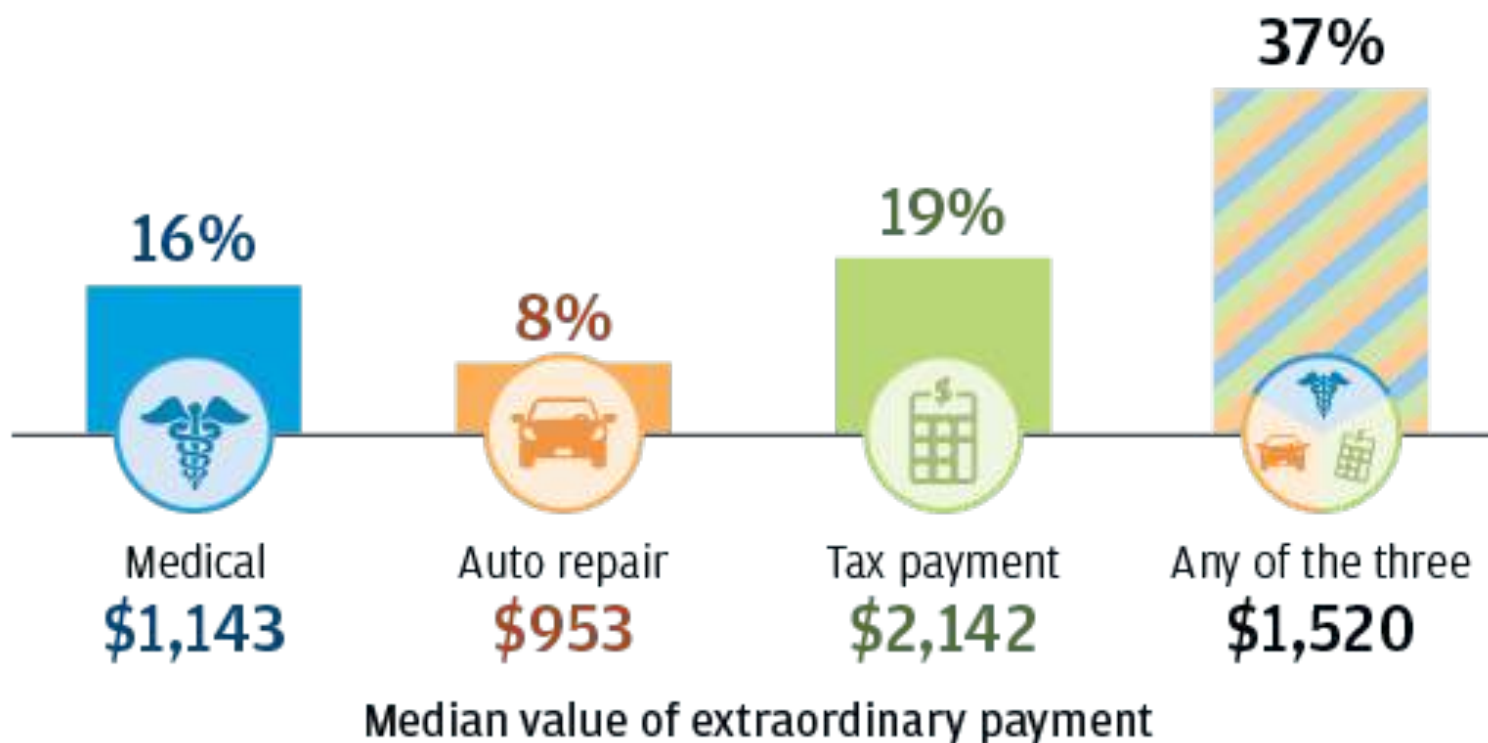 37%
16%
8%
19%
$
Medical
Auto repair
Tax payment
Any of the three
$1,143
$953
$2,142
$1,520
Median value of extraordinary payment